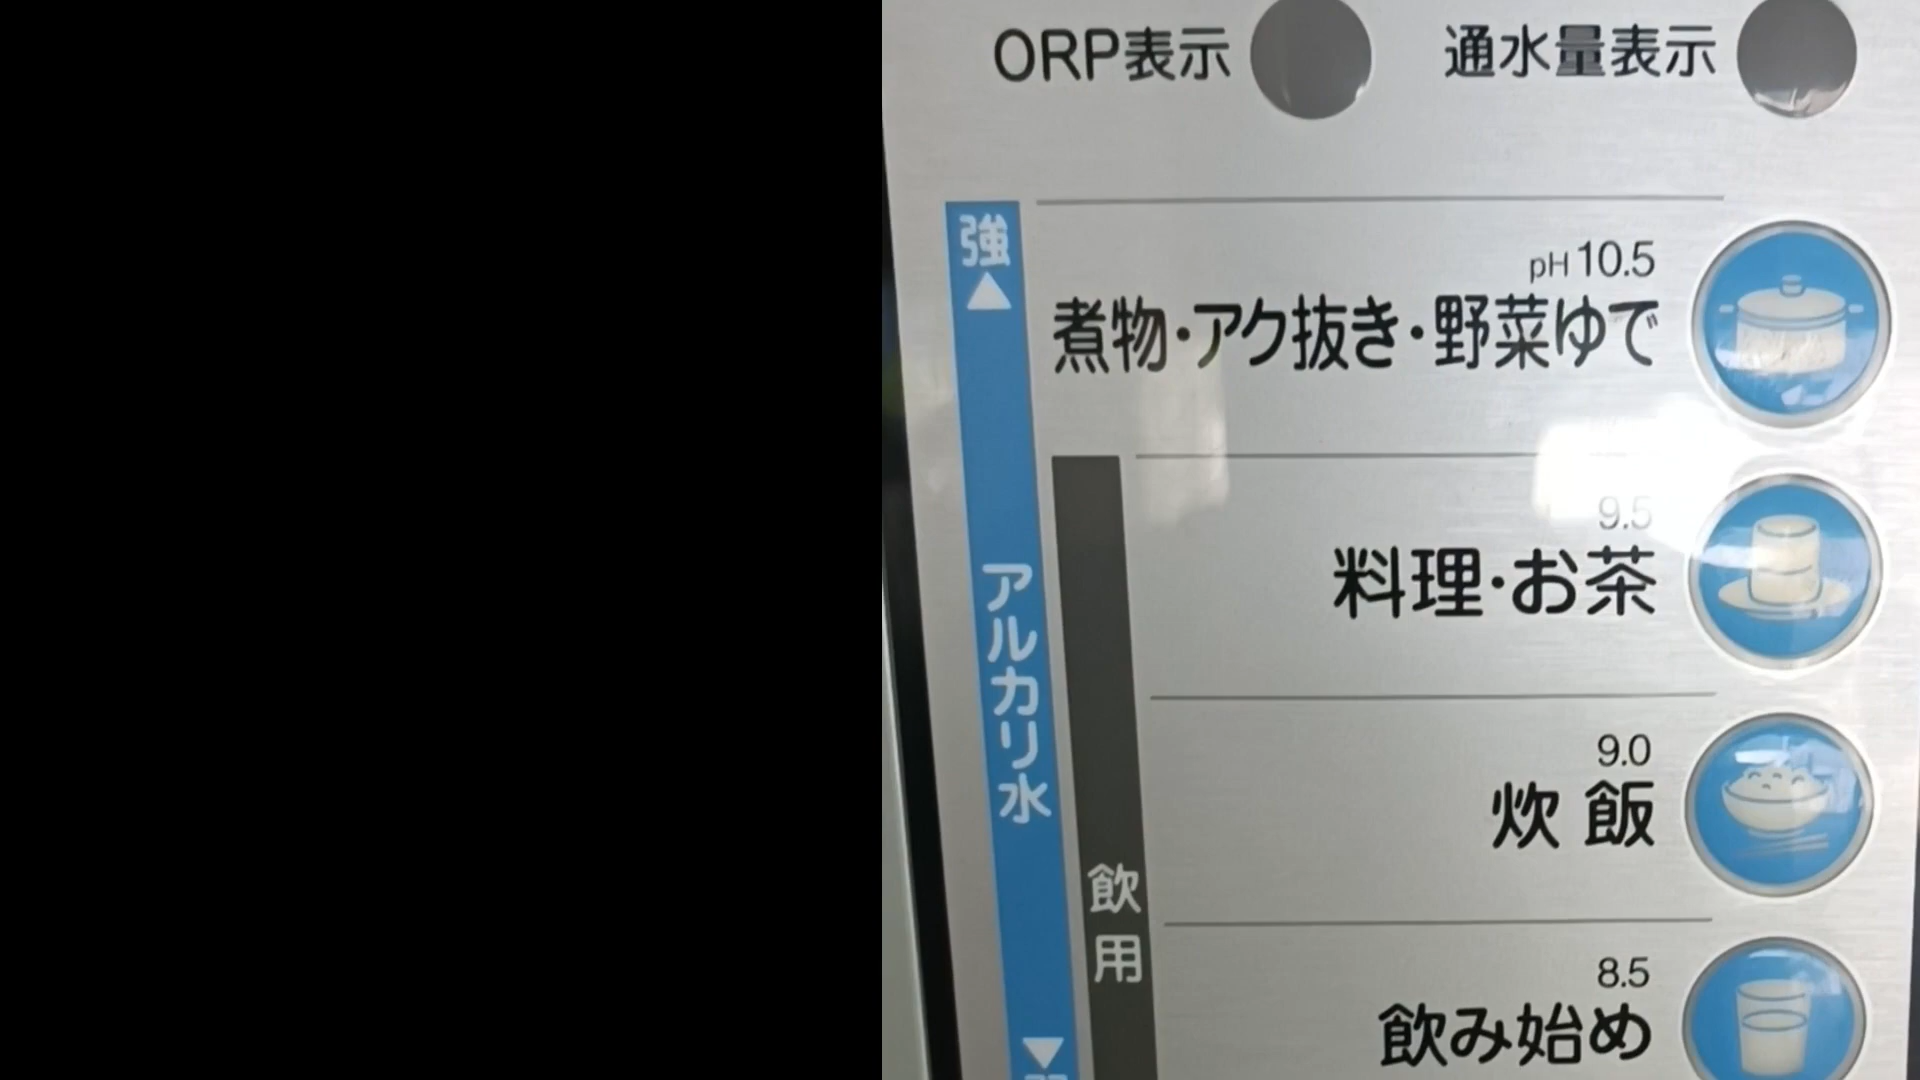 ORP表示 通水量表示
強▲
アルカリ水
▼
飲用
pH 10.5
煮物・アク抜き・野菜ゆで
9.5
料理・お茶
9.0
炊飯
8.5
飲み始め